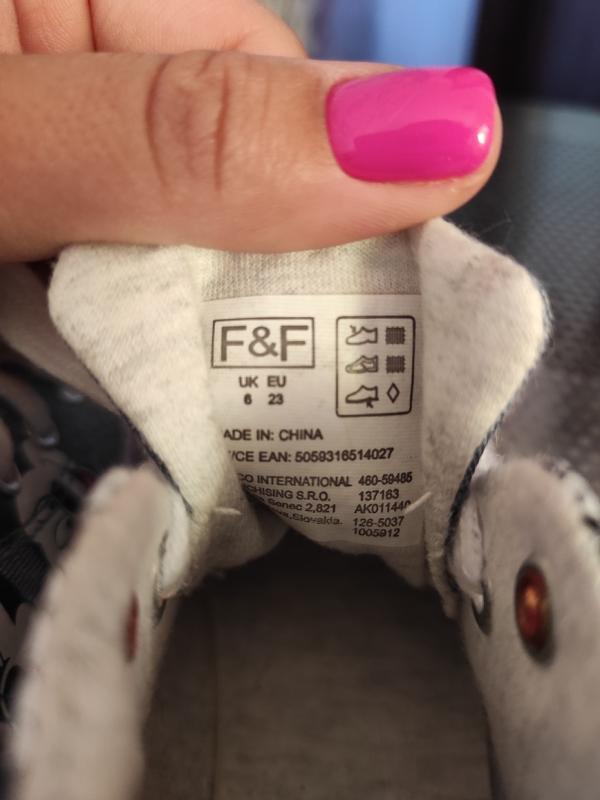 F&F
UK EU
6 23
ADE IN: CHINA
CE EAN: 5059316514027
CO INTERNATIONAL 460-59485
CHISING S.R.O. 137163
Senec 2,821 AK011440
Slovakia. 126-5037
1005912